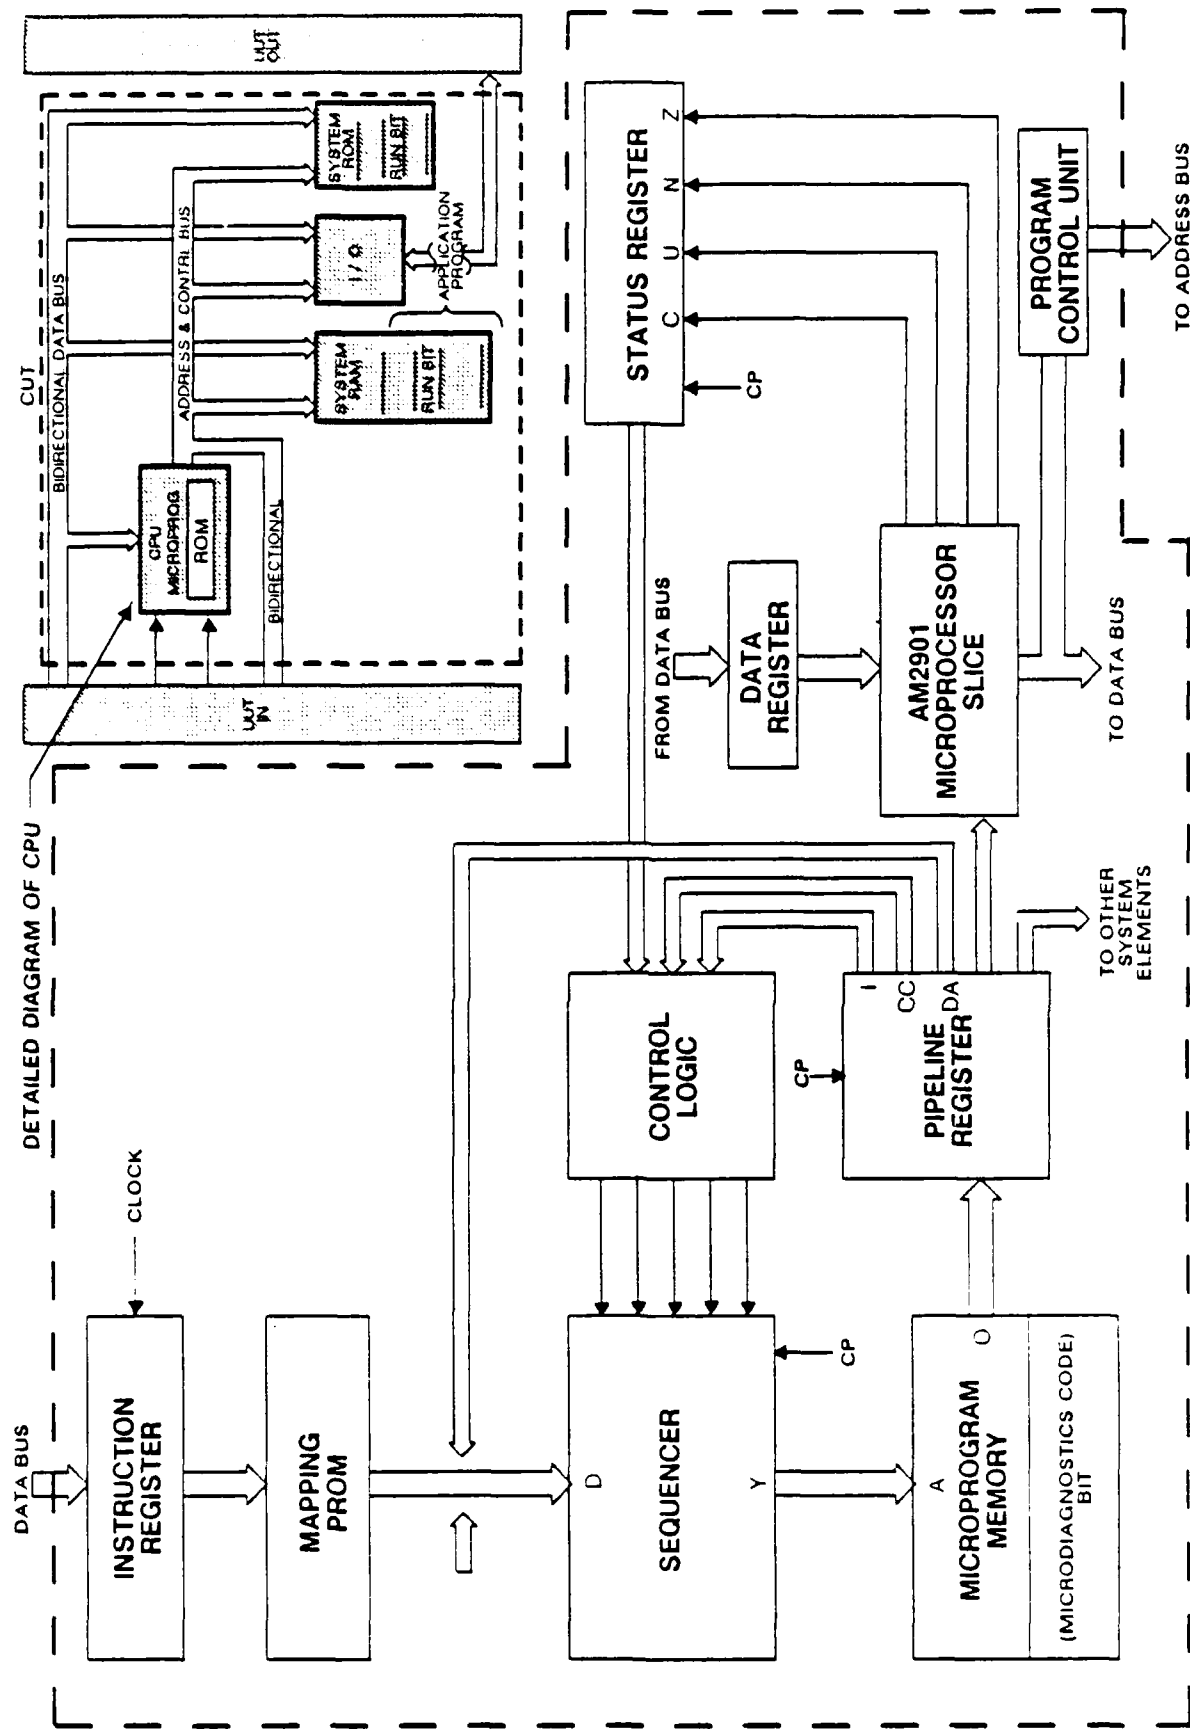 DETAILED DIAGRAM OF CPU
UUT
IN
CUT
BIDIRECTIONAL DATA BUS
CPU
MICROPROG
ROM
ADDRESS & CONTRL BUS
BIDIRECTIONAL
SYSTEM
RAM
RUN BIT
I/O
SYSTEM
ROM
RUN BIT
APPLICATION
PROGRAM
UUT
OUT
DATA BUS
INSTRUCTION
REGISTER
CLOCK
MAPPING
PROM
D
SEQUENCER
Y
CP
CONTROL
LOGIC
A
MICROPROGRAM
MEMORY
O
(MICRODIAGNOSTICS CODE)
BIT
CP
I
CC
DA
PIPELINE
REGISTER
TO OTHER
SYSTEM
ELEMENTS
FROM DATA BUS
DATA
REGISTER
AM2901
MICROPROCESSOR
SLICE
TO DATA BUS
STATUS REGISTER
CP
C
U
N
Z
PROGRAM
CONTROL UNIT
TO ADDRESS BUS